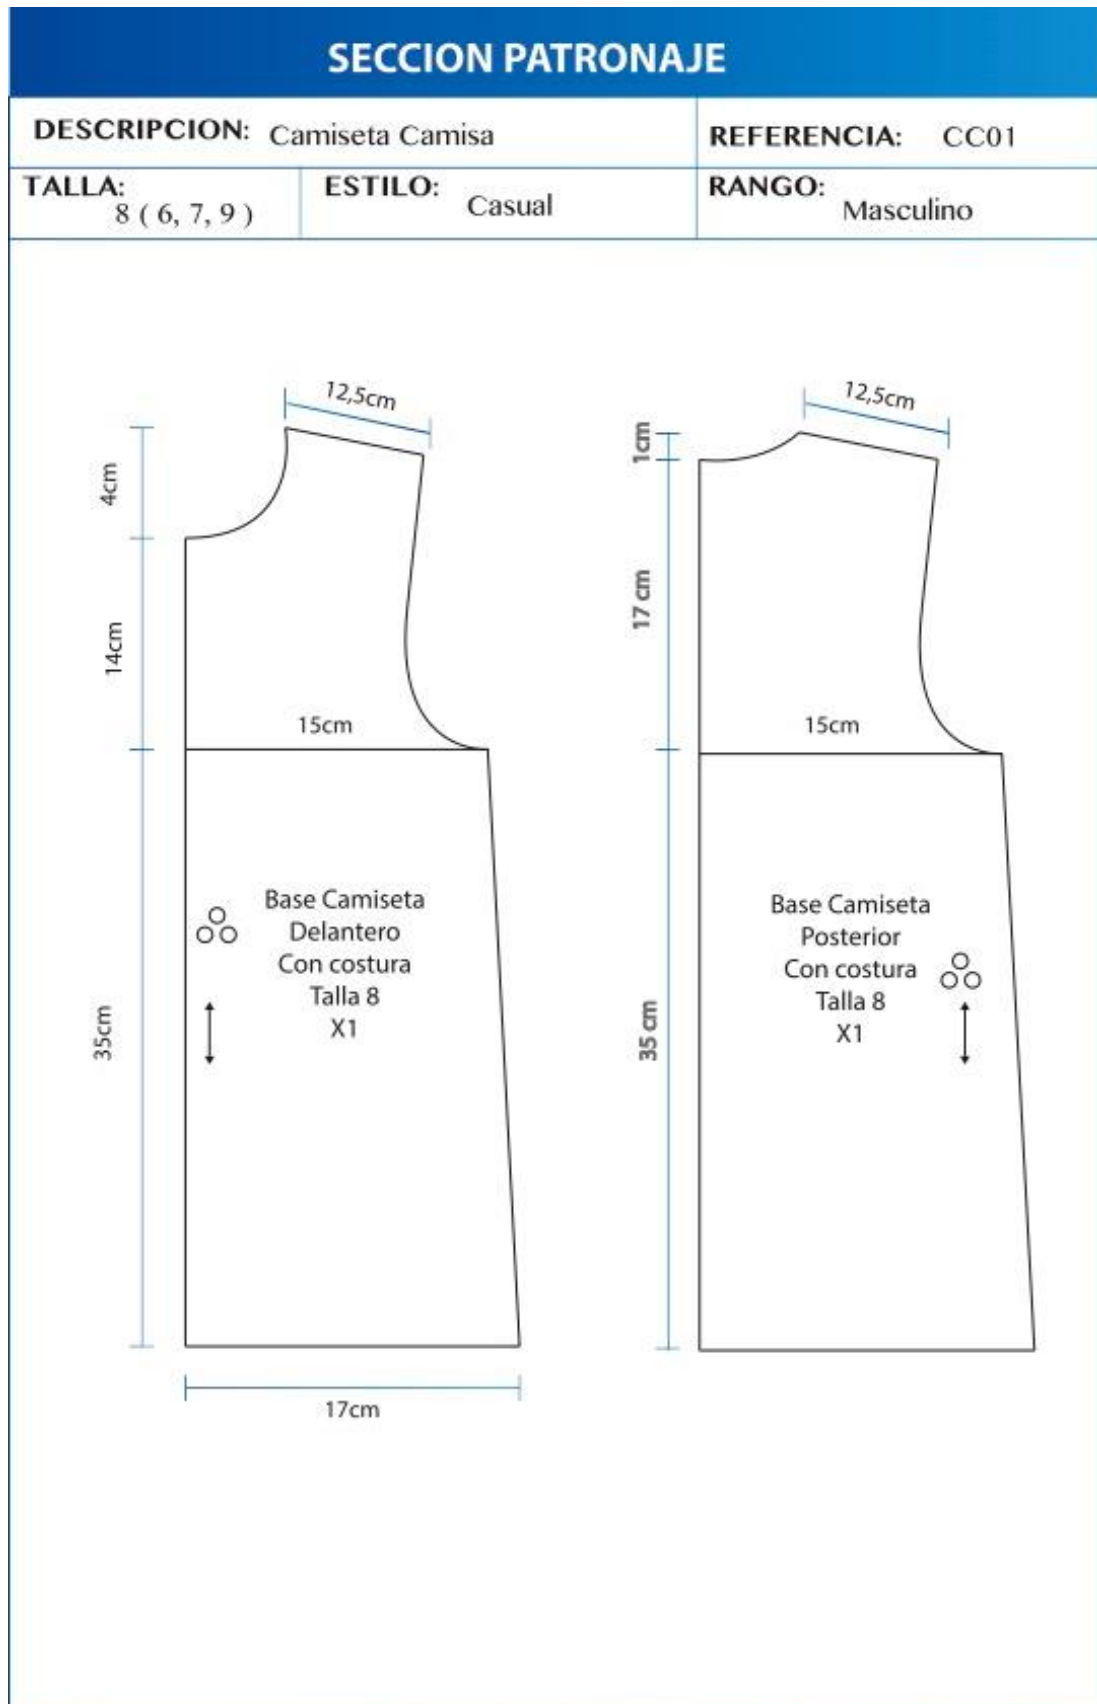 SECCION PATRONAJE
DESCRIPCION: Camiseta Camisa
REFERENCIA: CC01
TALLA: 8 ( 6, 7, 9 )
ESTILO: Casual
RANGO: Masculino
12,5cm
4cm
14cm
15cm
35cm
Base Camiseta
Delantero
Con costura
Talla 8
X1
17cm
12,5cm
1cm
17 cm
15cm
35 cm
Base Camiseta
Posterior
Con costura
Talla 8
X1